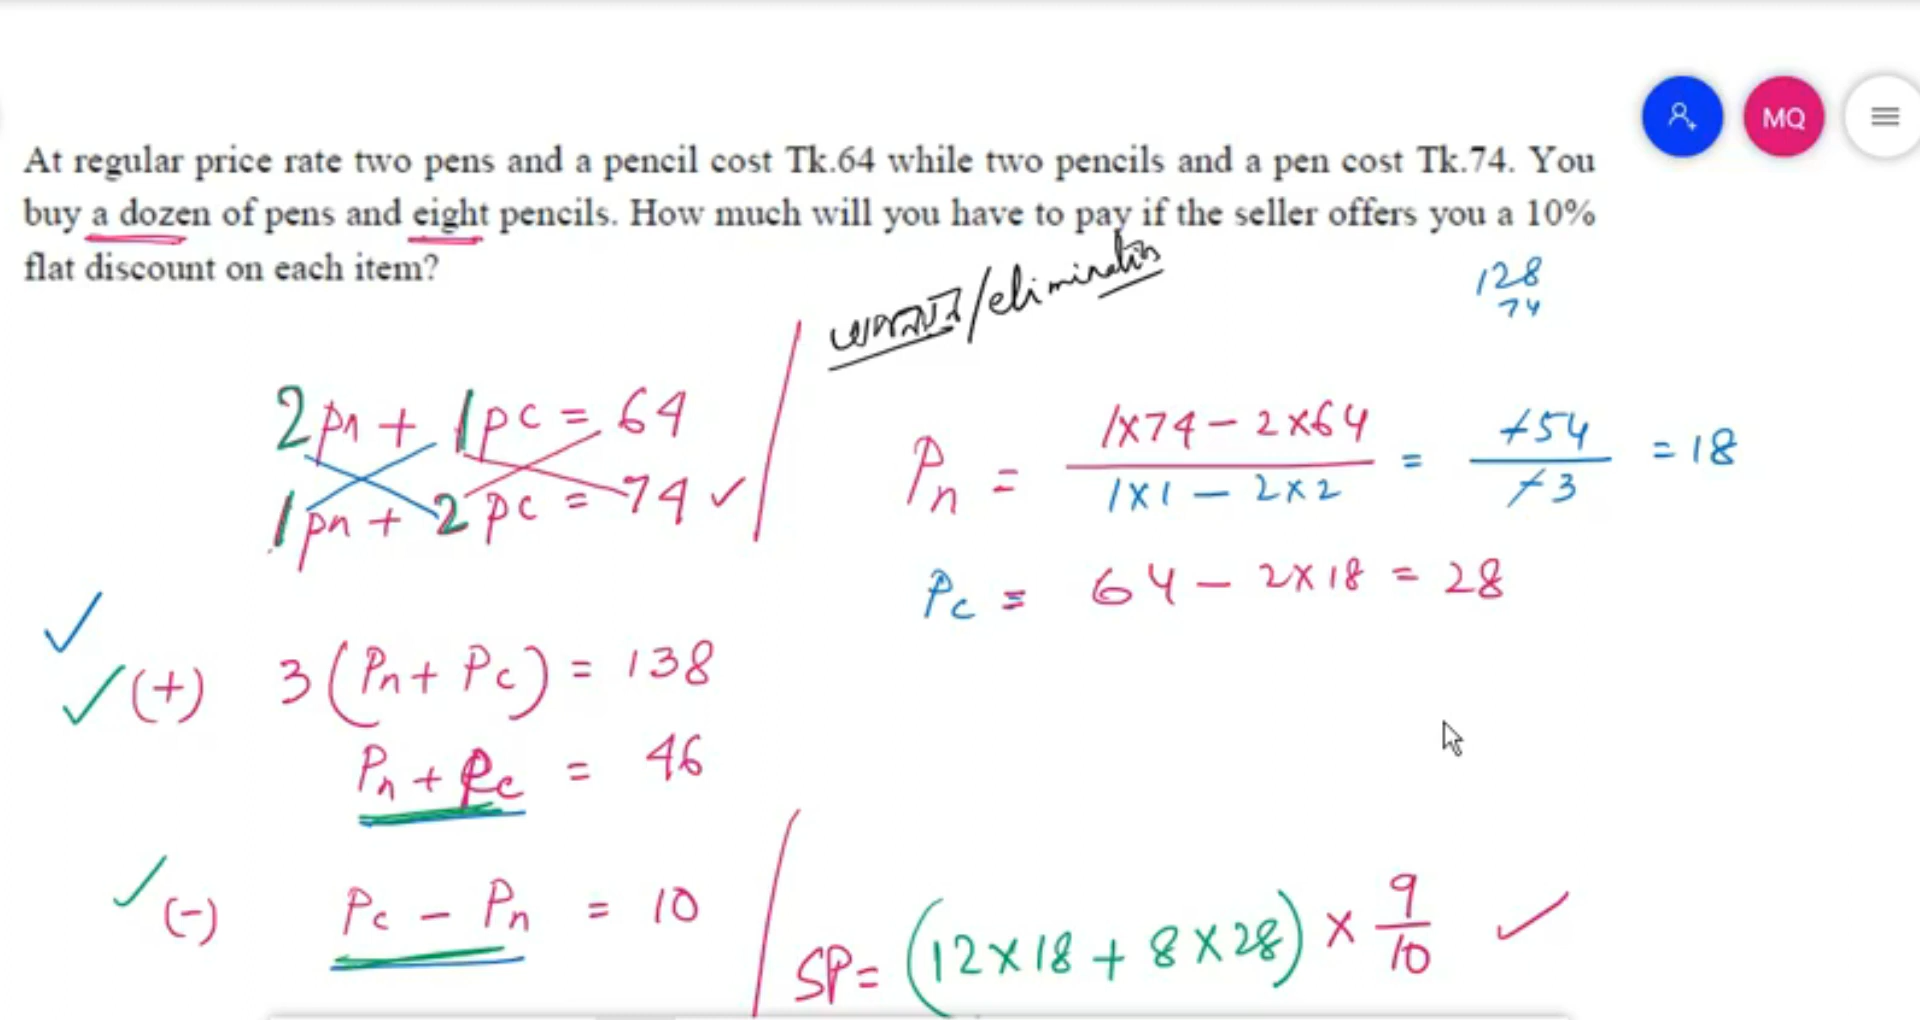 MQ
At regular price rate two pens and a pencil cost Tk.64 while two pencils and a pen cost Tk.74. You
buy a dozen of pens and eight pencils. How much will you have to pay if the seller offers you a 10%
flat discount on each item?
/elimination
128
74
2pn + 1pc = 64
1pn + 2pc = 74 ✓
Pn = (1×74 - 2×64)/(1×1 - 2×2) = +54/+3 = 18
Pc = 64 - 2×18 = 28
✓
✓ (+) 3(Pn + Pc) = 138
Pn + Pc = 46
✓ (-) Pc - Pn = 10
SP = (12×18 + 8×28) × 9/10 ✓